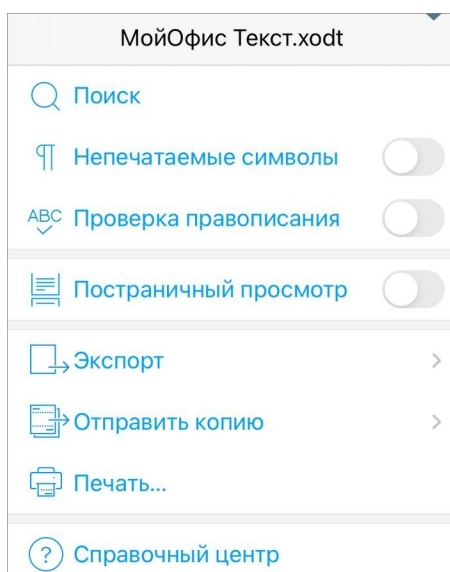 МойОфис Текст.xodt
Поиск
Непечатаемые символы
ABC Проверка правописания
Постраничный просмотр
Экспорт
Отправить копию
Печать...
? Справочный центр